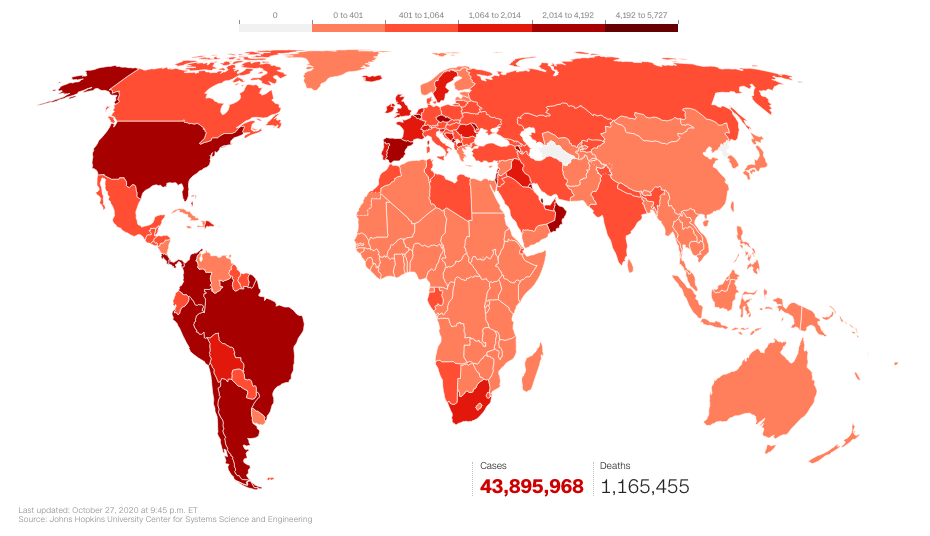 0 0 to 401 401 to 1,064 1,064 to 2,014 2,014 to 4,192 4,192 to 5,727
Cases Deaths
43,895,968 1,165,455
Last updated: October 27, 2020 at 9:45 p.m. ET
Source: Johns Hopkins University Center for Systems Science and Engineering